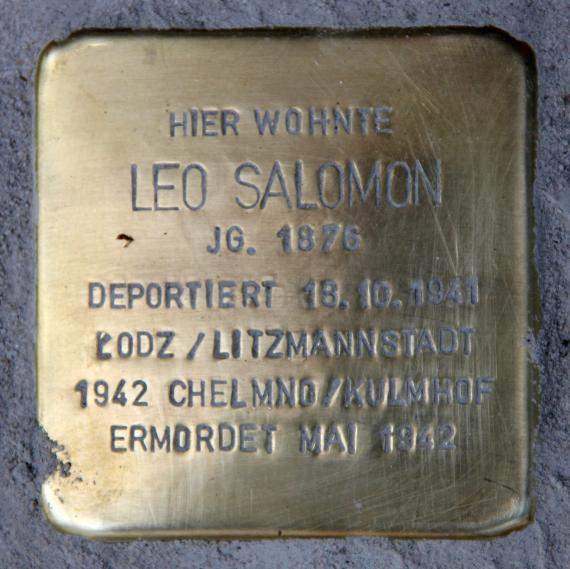 HIER WOHNTE
LEO SALOMON
JG. 1876
DEPORTIERT 18.10.1941
ŁODZ / LITZMANNSTADT
1942 CHELMNO/KULMHOF
ERMORDET MAI 1942